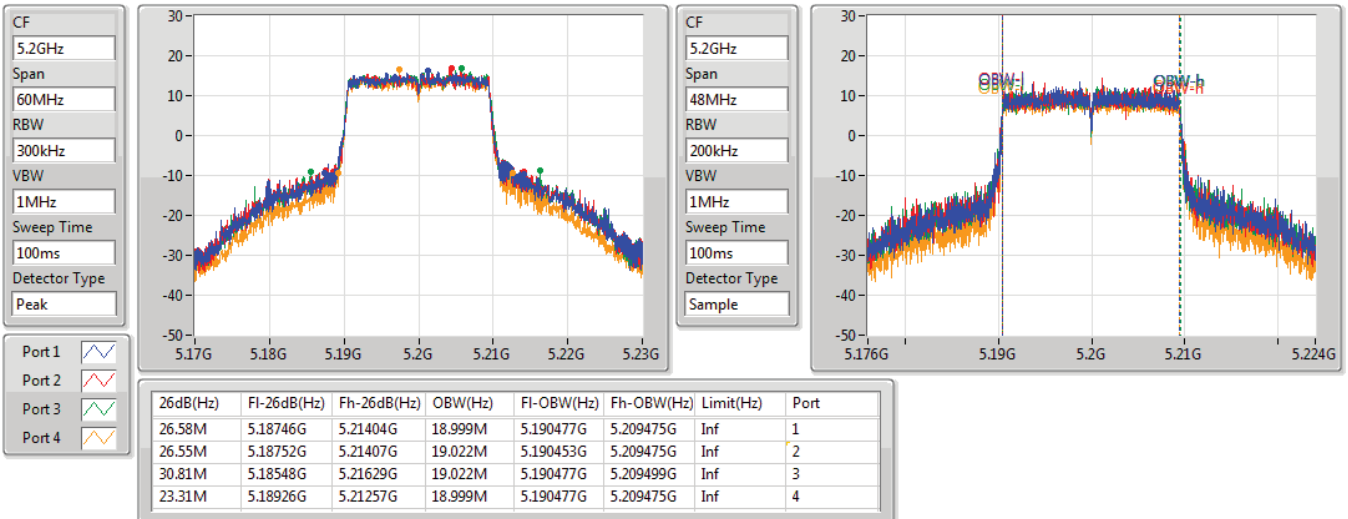 CF
5.2GHz
Span
60MHz
RBW
300kHz
VBW
1MHz
Sweep Time
100ms
Detector Type
Peak
30
20
10
0
-10
-20
-30
-40
-50
5.17G 5.18G 5.19G 5.2G 5.21G 5.22G 5.23G
CF
5.2GHz
Span
48MHz
RBW
200kHz
VBW
1MHz
Sweep Time
100ms
Detector Type
Sample
30
20
10
0
-10
-20
-30
-40
-50
OBW-l OBW-h
5.176G 5.19G 5.2G 5.21G 5.224G
Port 1
Port 2
Port 3
Port 4
26dB(Hz) Fl-26dB(Hz) Fh-26dB(Hz) OBW(Hz) Fl-OBW(Hz) Fh-OBW(Hz) Limit(Hz) Port
26.58M 5.18746G 5.21404G 18.999M 5.190477G 5.209475G Inf 1
26.55M 5.18752G 5.21407G 19.022M 5.190453G 5.209475G Inf 2
30.81M 5.18548G 5.21629G 19.022M 5.190477G 5.209499G Inf 3
23.31M 5.18926G 5.21257G 18.999M 5.190477G 5.209475G Inf 4